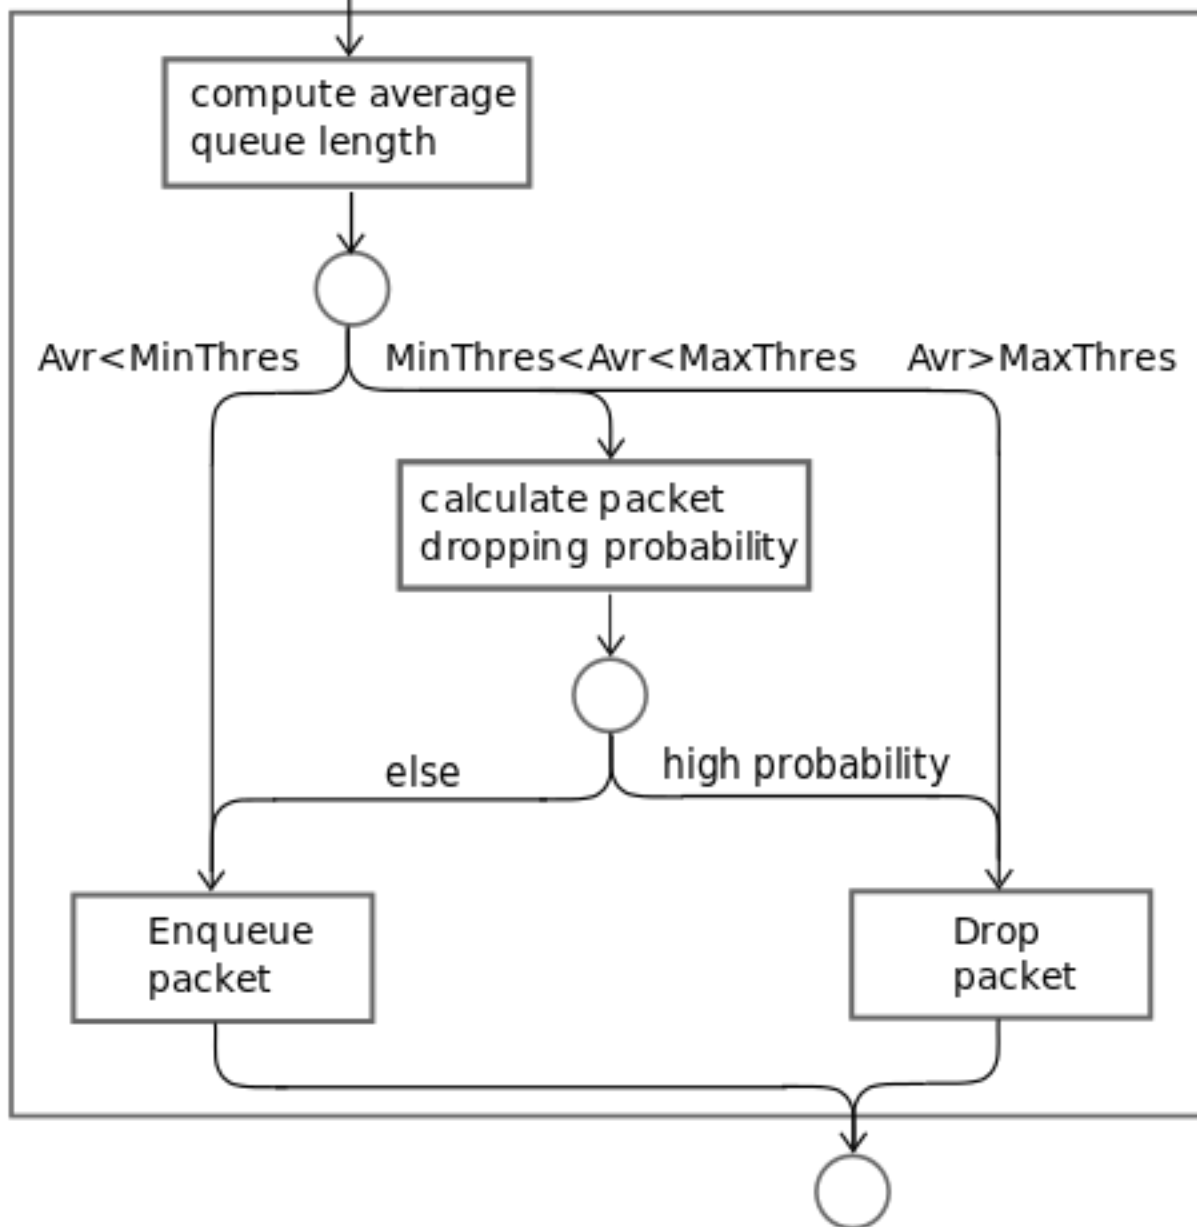 compute average
queue length
Avr<MinThres
MinThres<Avr<MaxThres
Avr>MaxThres
calculate packet
dropping probability
else
high probability
Enqueue
packet
Drop
packet